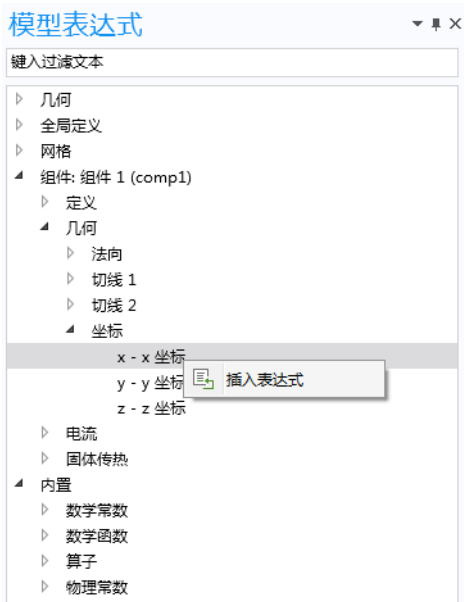 模型表达式
键入过滤文本
几何
全局定义
网格
组件: 组件 1 (comp1)
定义
几何
法向
切线 1
切线 2
坐标
x - x 坐标
插入表达式
y - y 坐标
z - z 坐标
电流
固体传热
内置
数学常数
数学函数
算子
物理常数